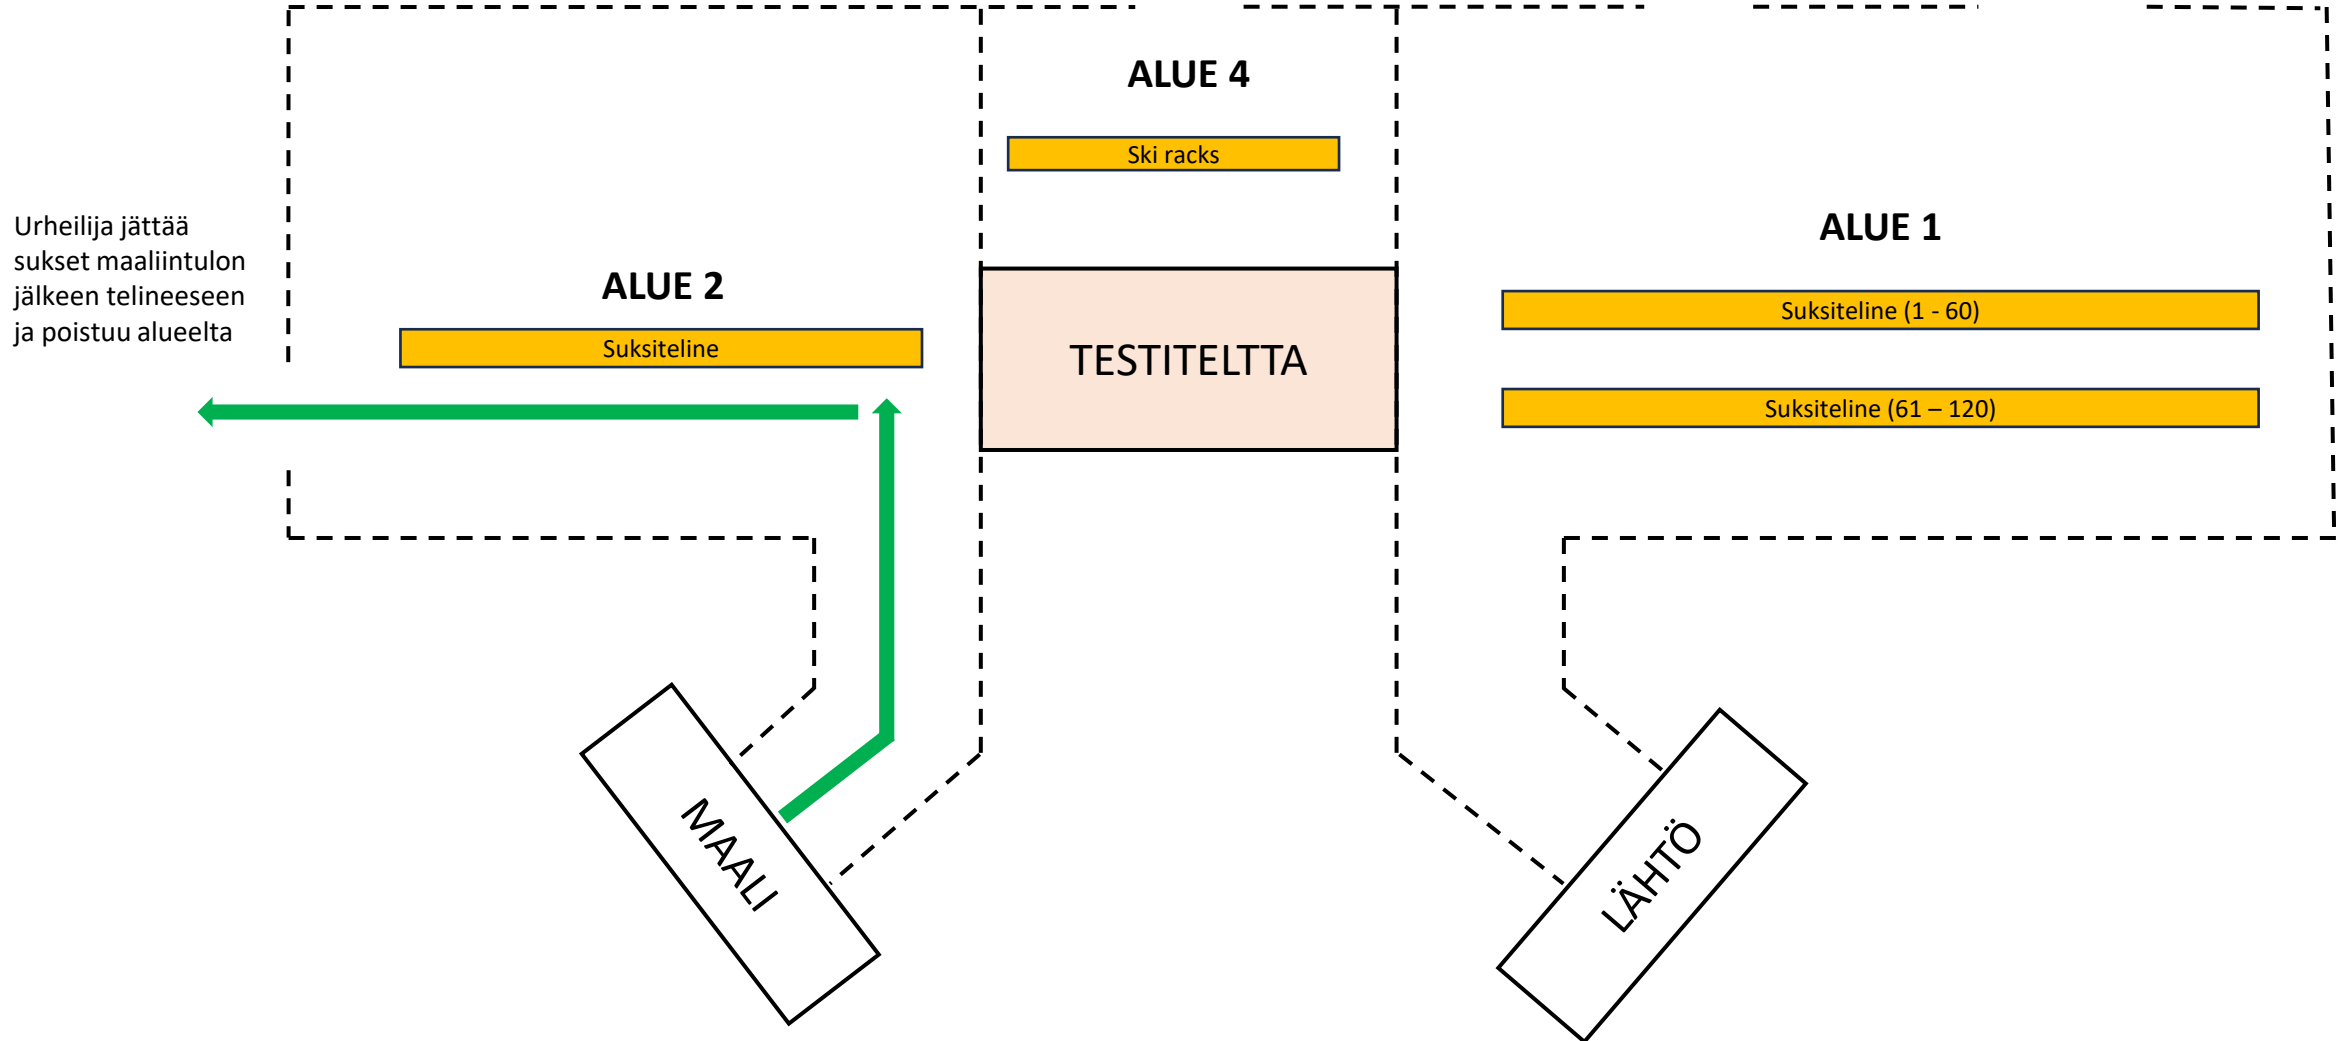 ALUE 4
Ski racks
Urheilija jättää
sukset maaliintulon
jälkeen telineeseen
ja poistuu alueelta
ALUE 2
Suksiteline
TESTITELTTA
ALUE 1
Suksiteline (1 - 60)
Suksiteline (61 – 120)
MAALI
LÄHTÖ